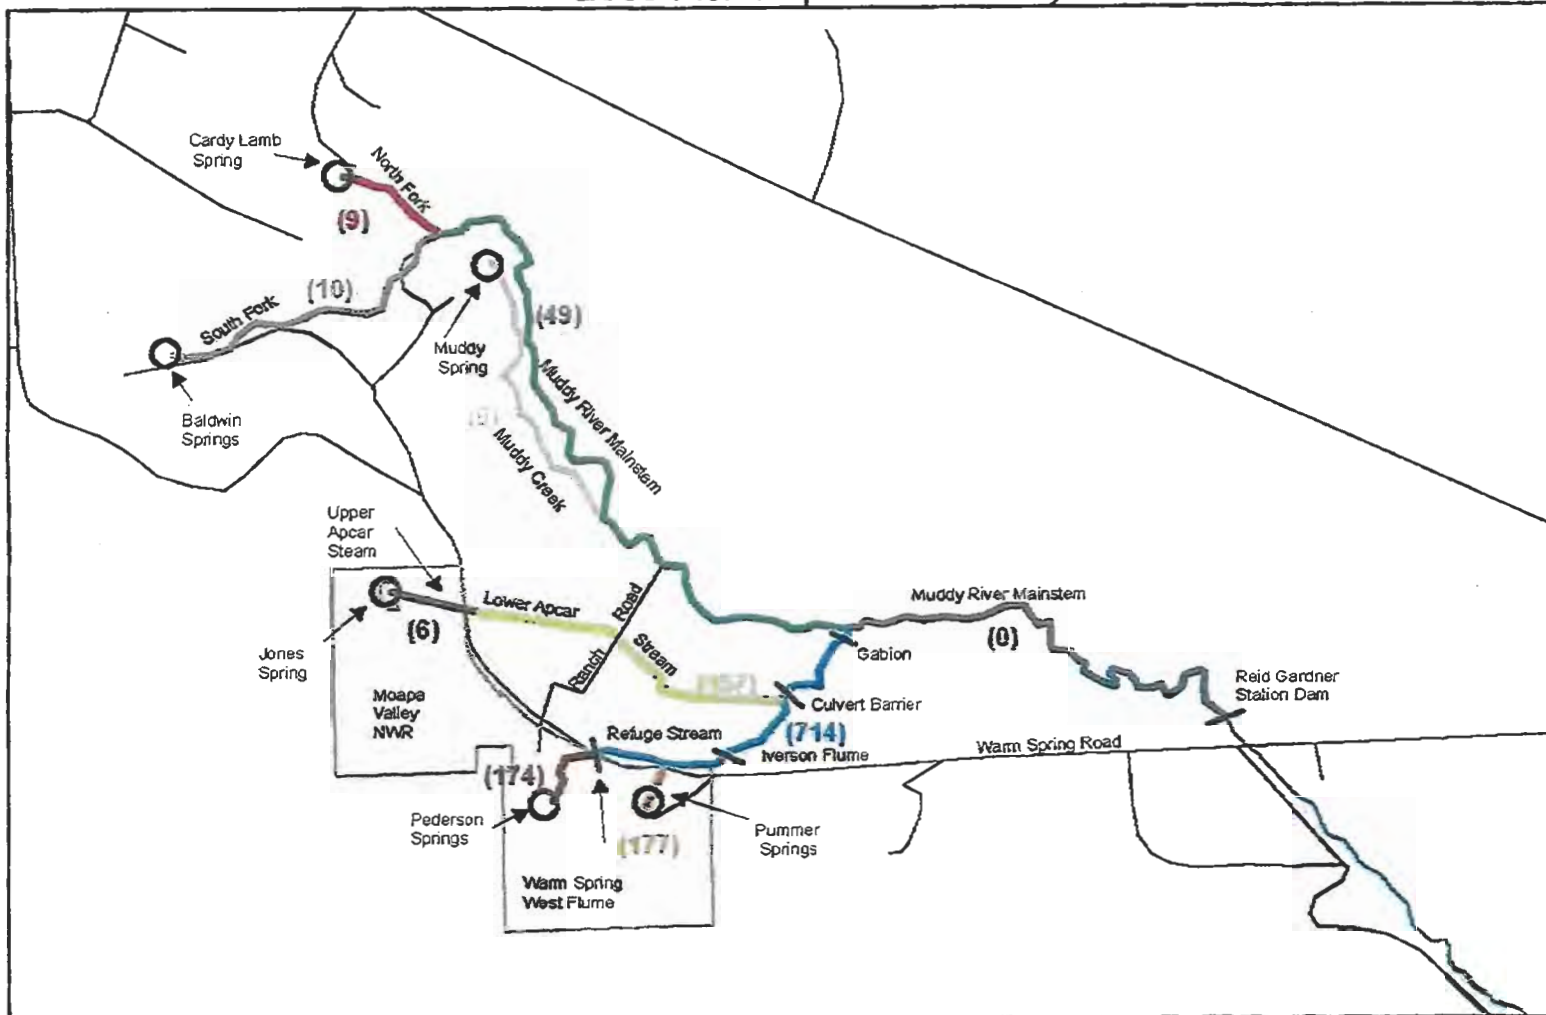 Cardy Lamb
Spring
North Fork
(9)
(10)
South Fork
(49)
Muddy
Spring
Muddy River Mainstem
Baldwin
Springs
Muddy Creek
Upper
Apcar
Steam
Lower Apcar
Stream
Ranch Road
(6)
Jones
Spring
Muddy River Mainstem
(0)
Gabion
Reid Gardner
Station Dam
Moapa
Valley
NWR
Culvert Barrier
(714)
Refuge Stream
Iverson Flume
Warm Spring Road
(174)
Pederson
Springs
(177)
Pummer
Springs
Warm Spring
West Flume